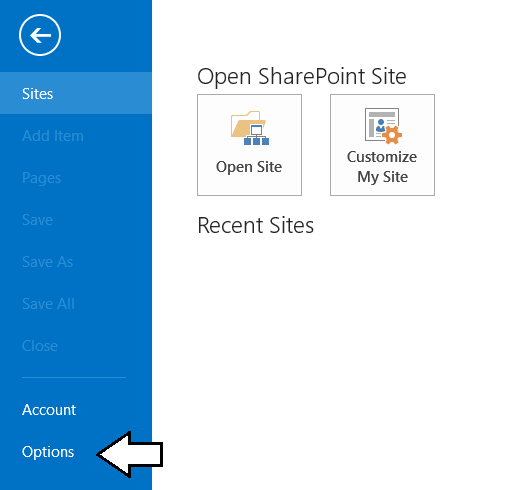 Sites
Add Item
Pages
Save
Save As
Save All
Close
Account
Options
Open SharePoint Site
Open Site
Customize
My Site
Recent Sites